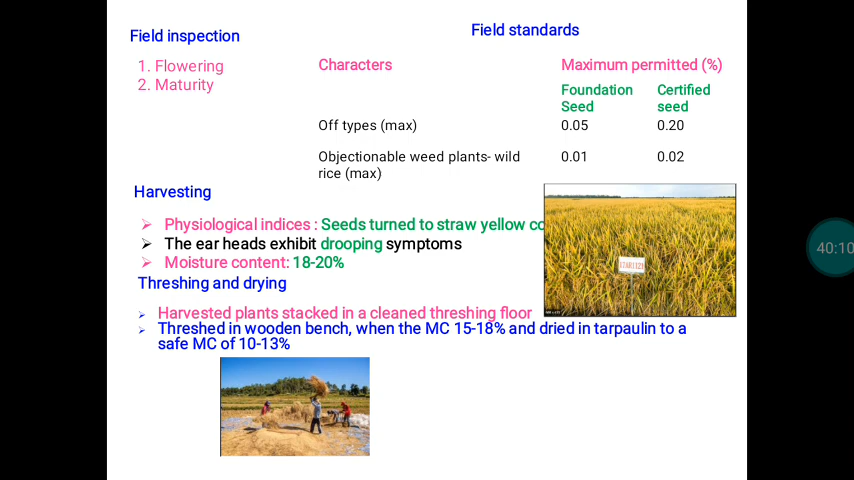 Field inspection
Field standards
1. Flowering
2. Maturity
Characters
Maximum permitted (%)
Foundation Seed
Certified seed
Off types (max)
0.05
0.20
Objectionable weed plants- wild
rice (max)
0.01
0.02
Harvesting
➢ Physiological indices : Seeds turned to straw yellow
➢ The ear heads exhibit drooping symptoms
➢ Moisture content: 18-20%
Threshing and drying
➢ Harvested plants stacked in a cleaned threshing floor
➢ Threshed in wooden bench, when the MC 15-18% and dried in tarpaulin to a
safe MC of 10-13%
40:10